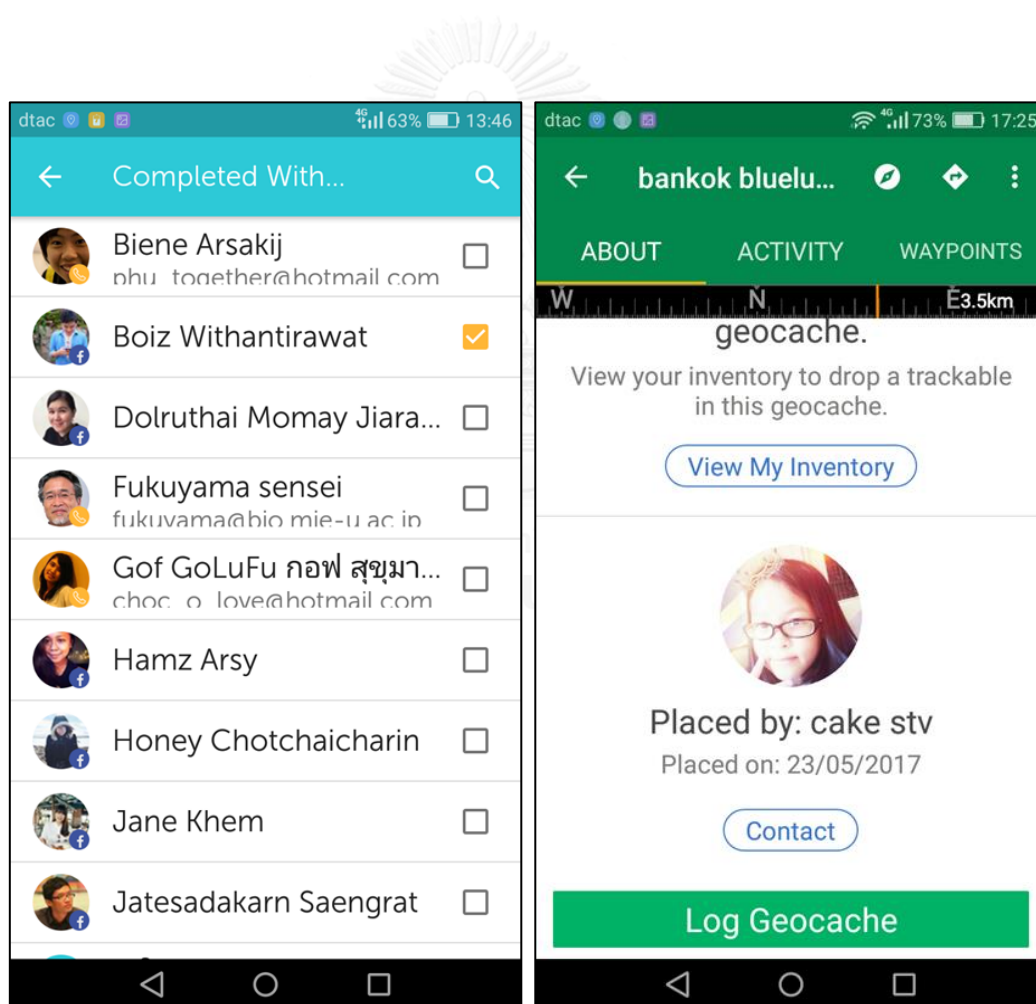 dtac 4G 63% 13:46
Completed With...
Biene Arsakij
phu_together@hotmail.com
Boiz Withantirawat
Dolruthai Momay Jiara...
Fukuyama sensei
fukuyama@bio.mie-u.ac.jp
Gof GoLuFu กอฟ สุขุมา...
choc_o_love@hotmail.com
Hamz Arsy
Honey Chotchaicharin
Jane Khem
Jatesadakarn Saengrat
dtac 4G 73% 17:25
bankok bluelu...
ABOUT ACTIVITY WAYPOINTS
W N E 3.5km
geocache.
View your inventory to drop a trackable
in this geocache.
View My Inventory
Placed by: cake stv
Placed on: 23/05/2017
Contact
Log Geocache